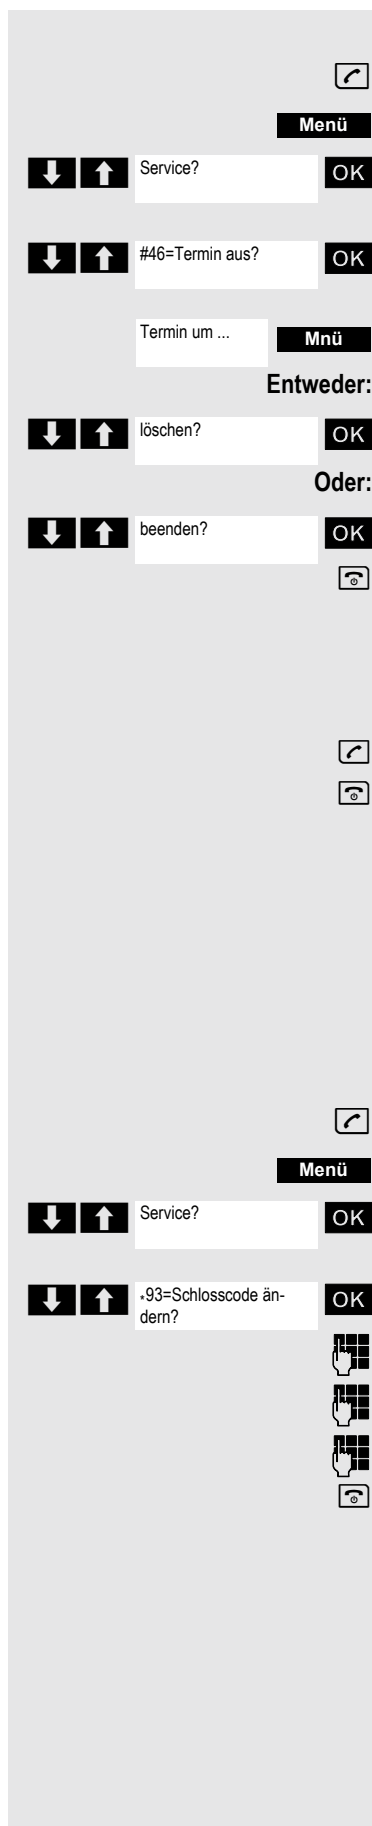 Menü
Service? OK
#46=Termin aus? OK
Termin um ... Mnü
Entweder:
löschen? OK
Oder:
beenden? OK
Menü
Service? OK
*93=Schlosscode än- OK
dern?